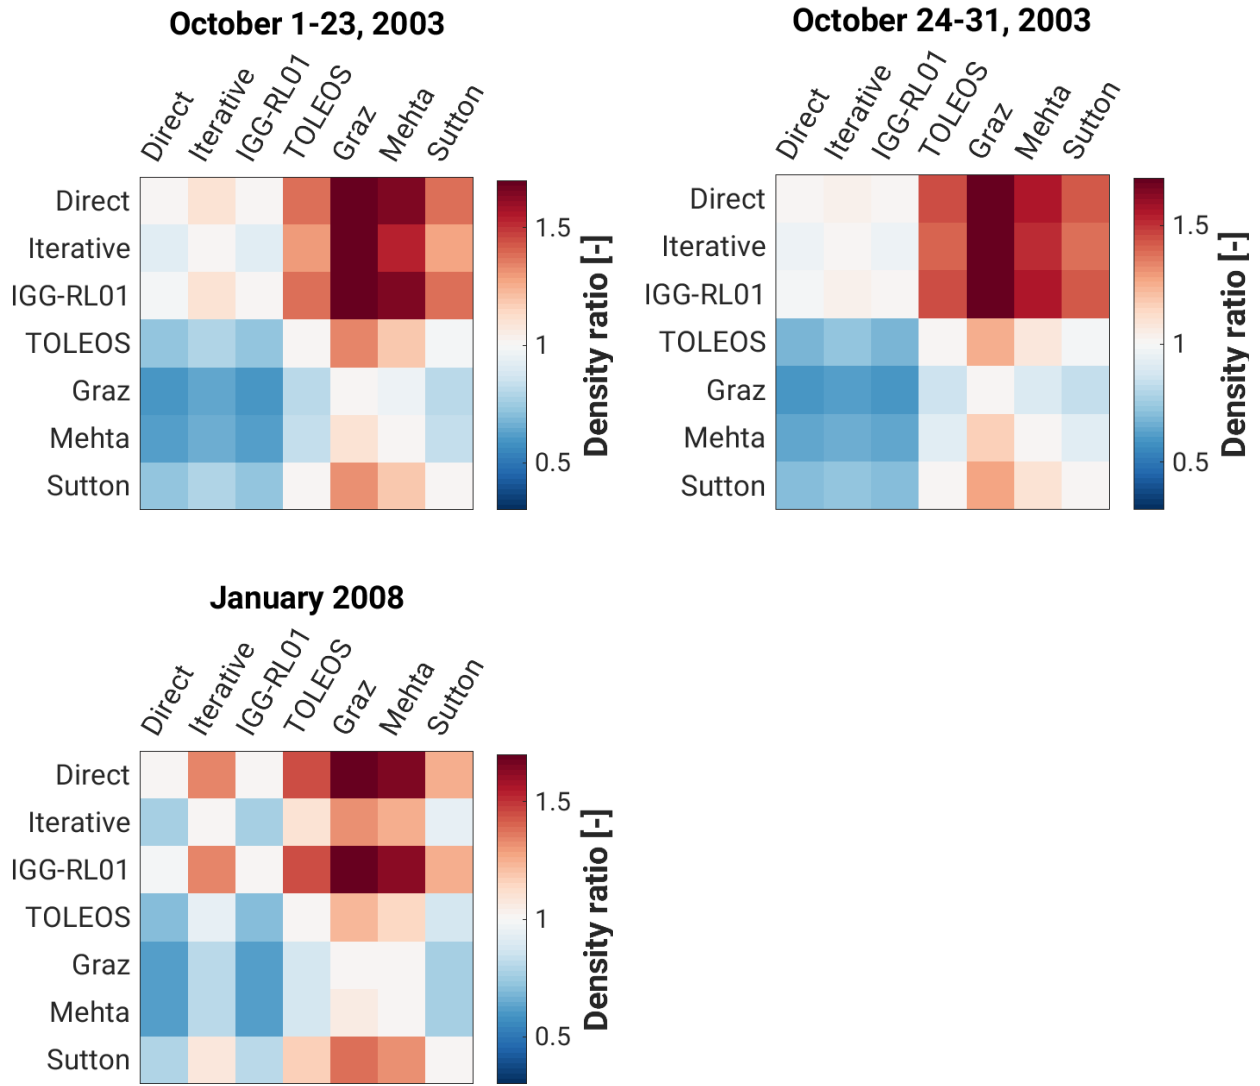 October 1-23, 2003
Direct
Iterative
IGG-RL01
TOLEOS
Graz
Mehta
Sutton
Direct
Iterative
IGG-RL01
TOLEOS
Graz
Mehta
Sutton
1.5
1
0.5
Density ratio [-]
October 24-31, 2003
Direct
Iterative
IGG-RL01
TOLEOS
Graz
Mehta
Sutton
Direct
Iterative
IGG-RL01
TOLEOS
Graz
Mehta
Sutton
1.5
1
0.5
Density ratio [-]
January 2008
Direct
Iterative
IGG-RL01
TOLEOS
Graz
Mehta
Sutton
Direct
Iterative
IGG-RL01
TOLEOS
Graz
Mehta
Sutton
1.5
1
0.5
Density ratio [-]